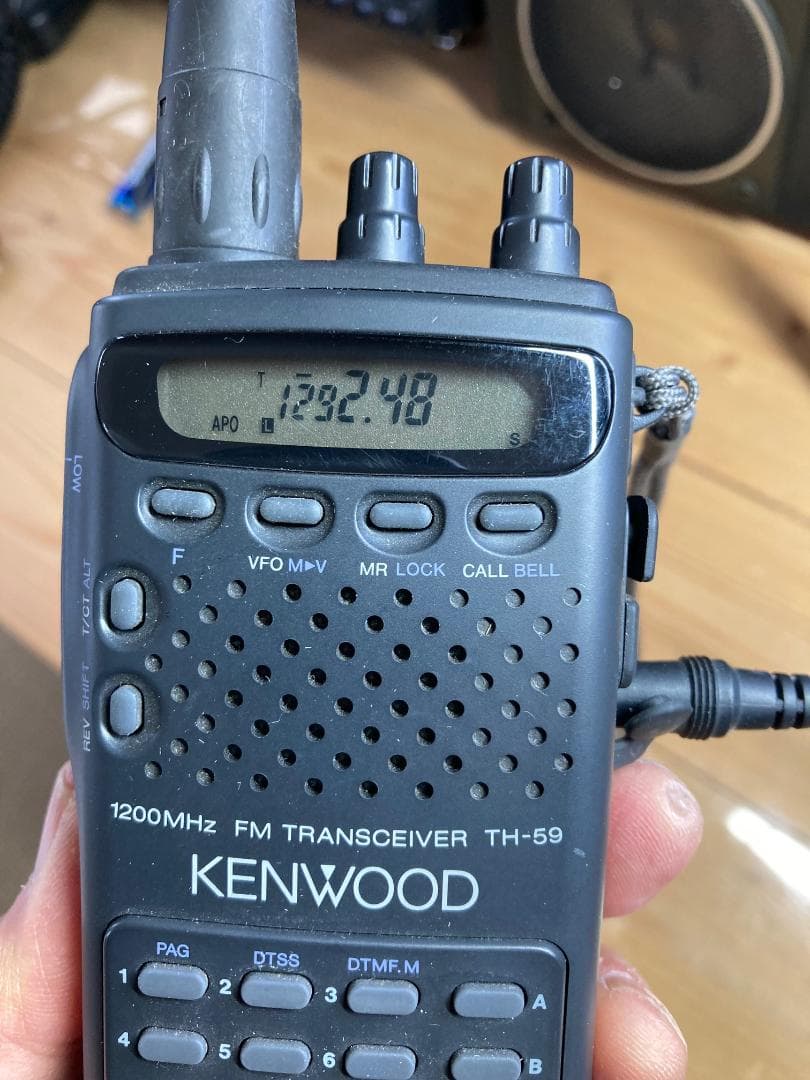 T
1292.48
APO L S
LOW
F VFO M▶V MR LOCK CALL BELL
T/CT ALT
REV SHIFT
1200MHz FM TRANSCEIVER TH-59
KENWOOD
PAG DTSS DTMF.M
1 2 3 A
4 5 6 B